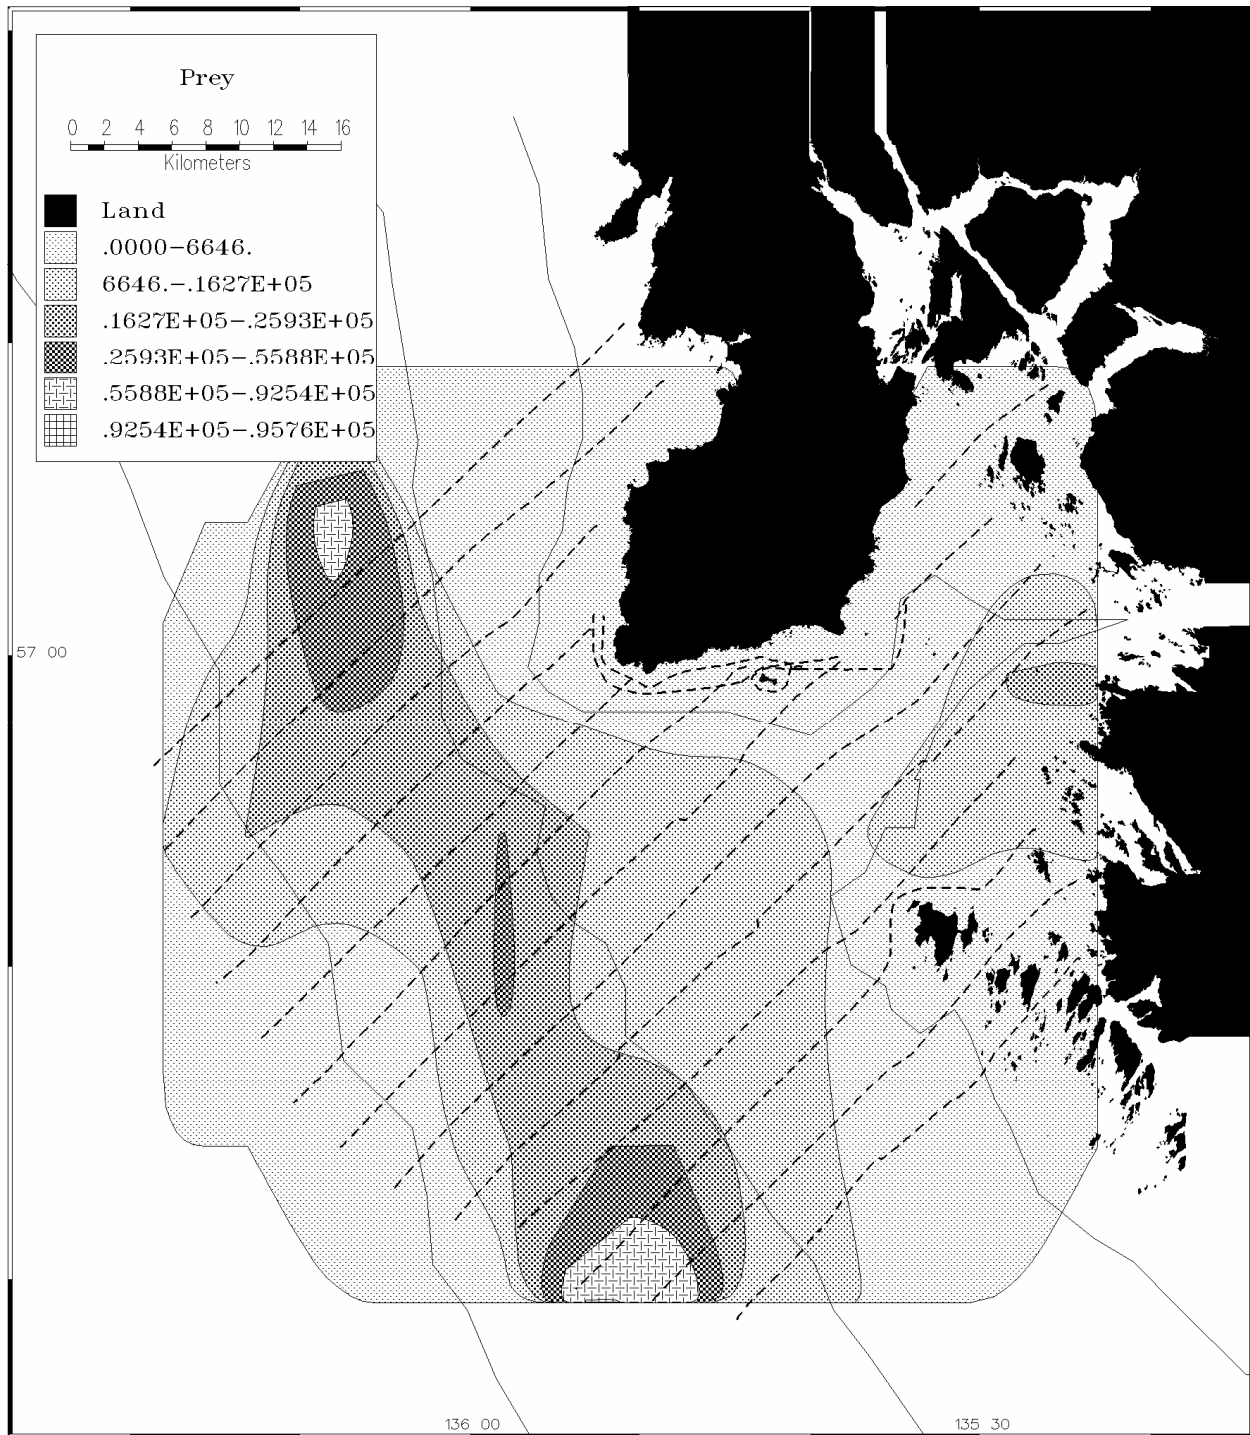 Prey
0 2 4 6 8 10 12 14 16
Kilometers
Land
.0000-6646.
6646.-.1627E+05
.1627E+05-.2593E+05
.2593E+05-.5588E+05
.5588E+05-.9254E+05
.9254E+05-.9576E+05
57 00
136 00 135 30